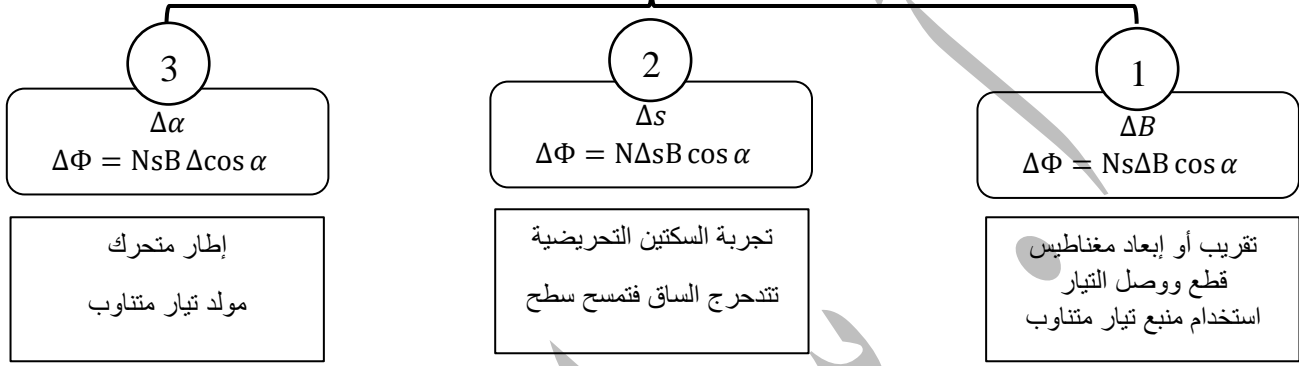 1
ΔB
ΔΦ = NsΔB cos α
تقريب أو إبعاد مغناطيس
قطع ووصل التيار
استخدام منبع تيار متناوب
2
Δs
ΔΦ = NΔsB cos α
تجربة السكتين التحريضية
تتدحرج الساق فتمسح سطح
3
Δα
ΔΦ = NsB Δcos α
إطار متحرك
مولد تيار متناوب